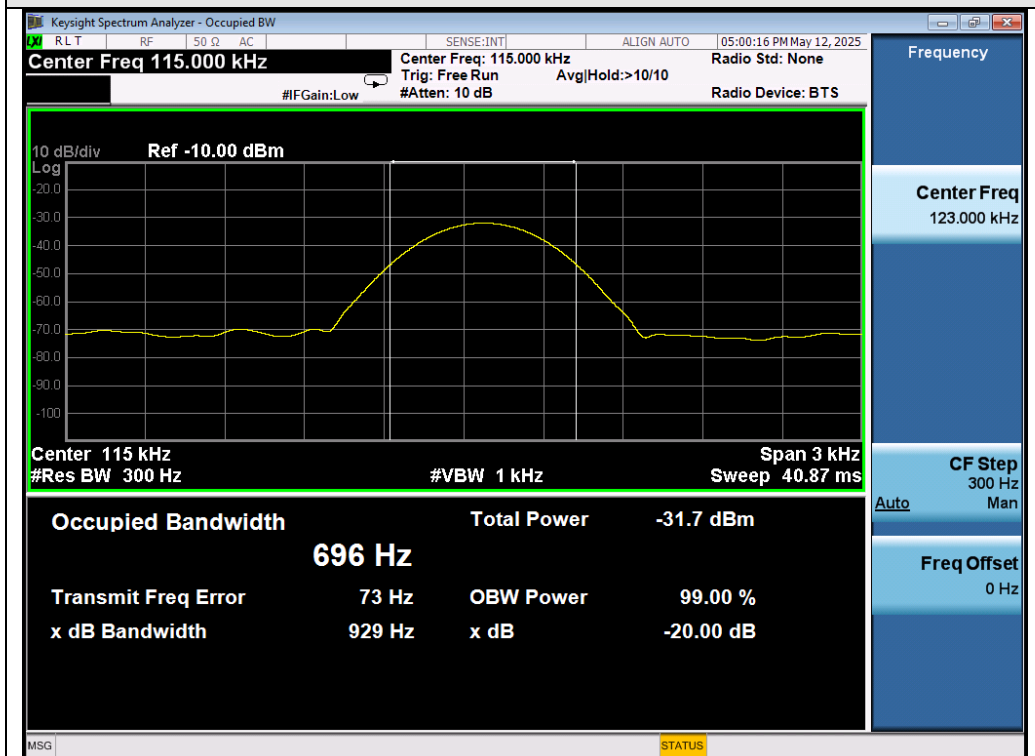 Keysight Spectrum Analyzer - Occupied BW
LXI RLT RF 50 Ω AC SENSE:INT ALIGN AUTO 05:00:16 PM May 12, 2025
Center Freq 115.000 kHz
Center Freq: 115.000 kHz Radio Std: None
Trig: Free Run Avg|Hold:>10/10
#IFGain:Low #Atten: 10 dB Radio Device: BTS
Frequency
10 dB/div Ref -10.00 dBm
Log
-20.0
-30.0
-40.0
-50.0
-60.0
-70.0
-80.0
-90.0
-100
Center 115 kHz Span 3 kHz
#Res BW 300 Hz #VBW 1 kHz Sweep 40.87 ms
Center Freq
123.000 kHz
CF Step
300 Hz
Auto Man
Freq Offset
0 Hz
Occupied Bandwidth Total Power -31.7 dBm
696 Hz
Transmit Freq Error 73 Hz OBW Power 99.00 %
x dB Bandwidth 929 Hz x dB -20.00 dB
MSG STATUS